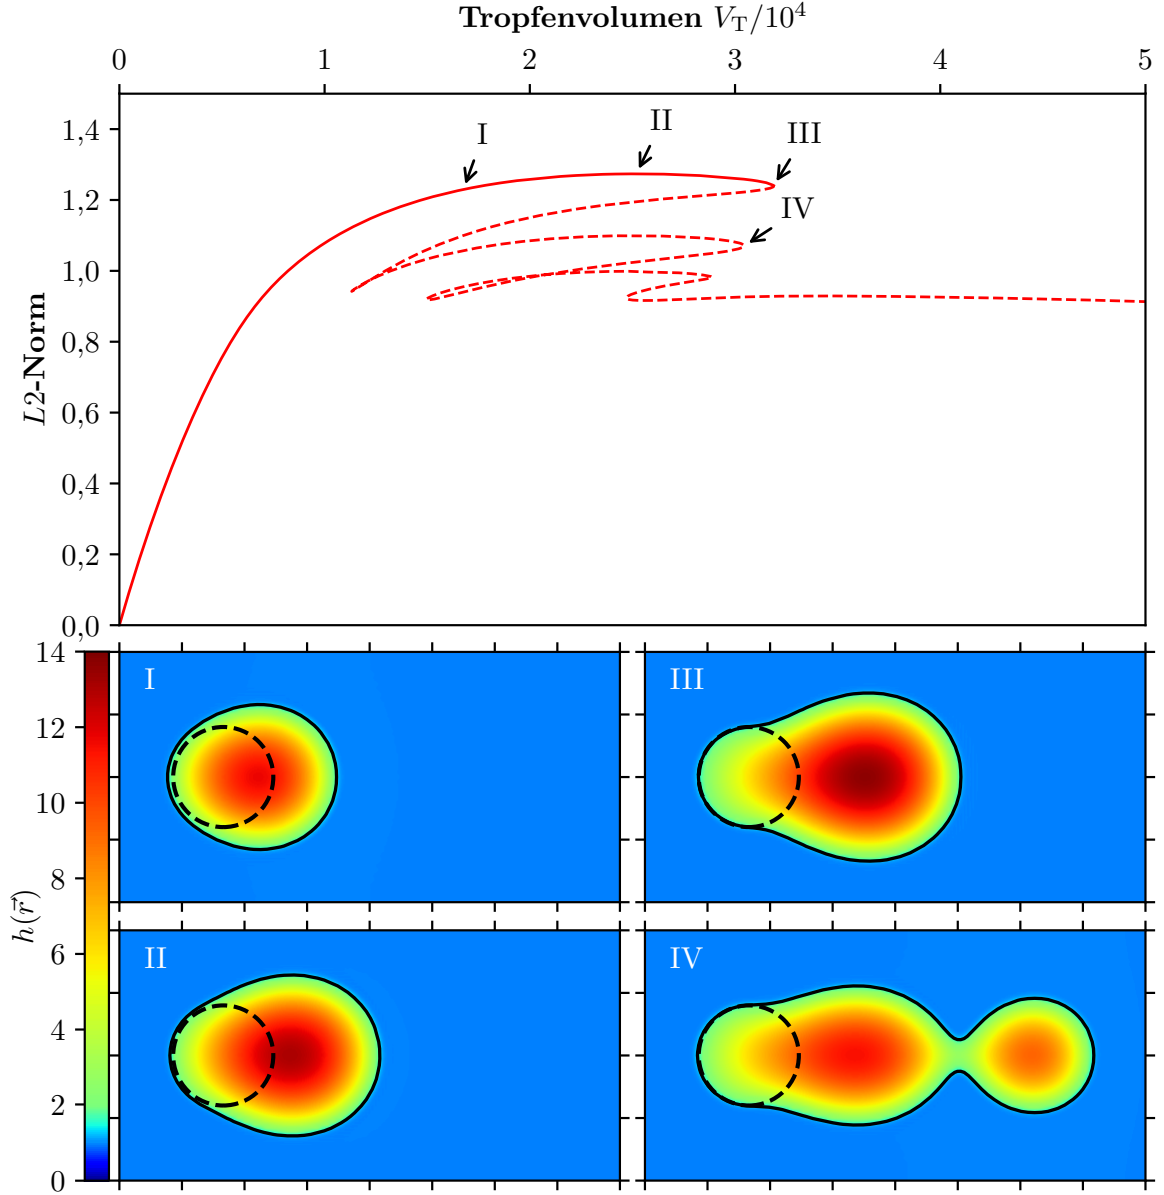 Tropfenvolumen V_T/10^4
0 1 2 3 4 5
I II III IV
L2-Norm
1,4
1,2
1,0
0,8
0,6
0,4
0,2
0,0
I III
II IV
h(r⃗)
14
12
10
8
6
4
2
0